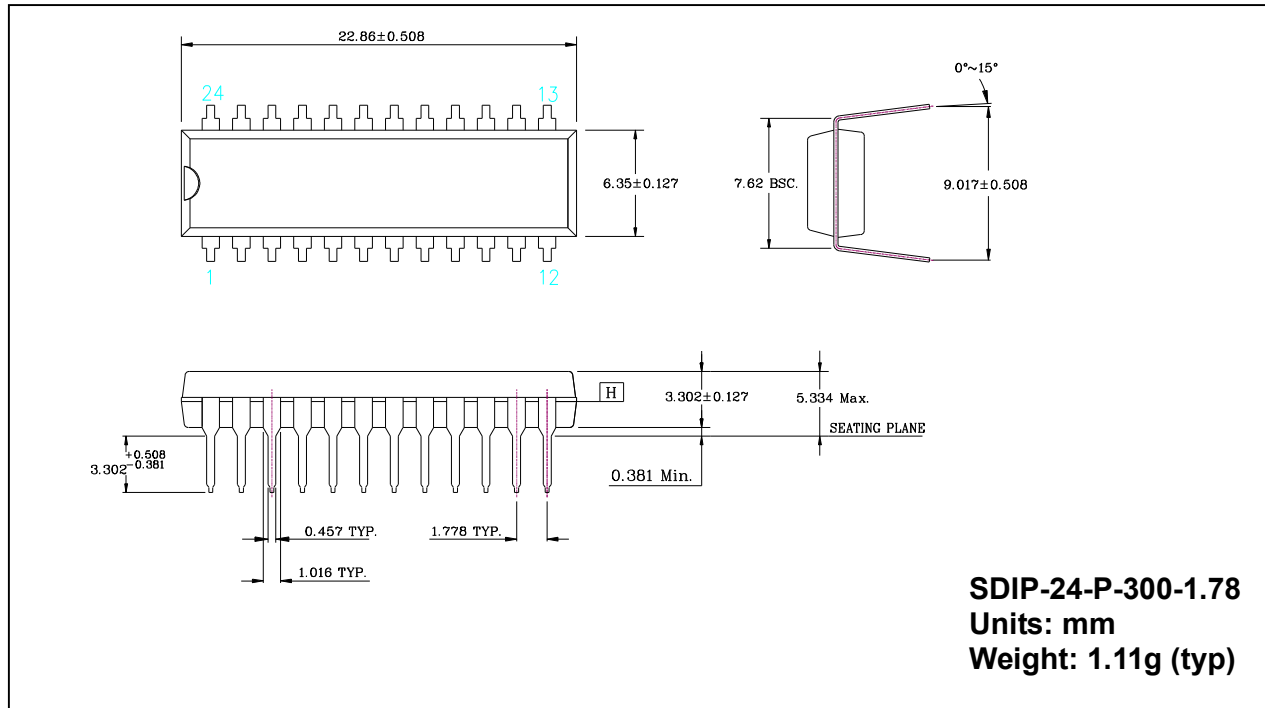 22.86±0.508
24
13
0°~15°
6.35±0.127
7.62 BSC.
9.017±0.508
1
12
H
3.302±0.127
5.334 Max.
SEATING PLANE
3.302 +0.508 -0.381
0.381 Min.
0.457 TYP.
1.778 TYP.
1.016 TYP.
SDIP-24-P-300-1.78
Units: mm
Weight: 1.11g (typ)